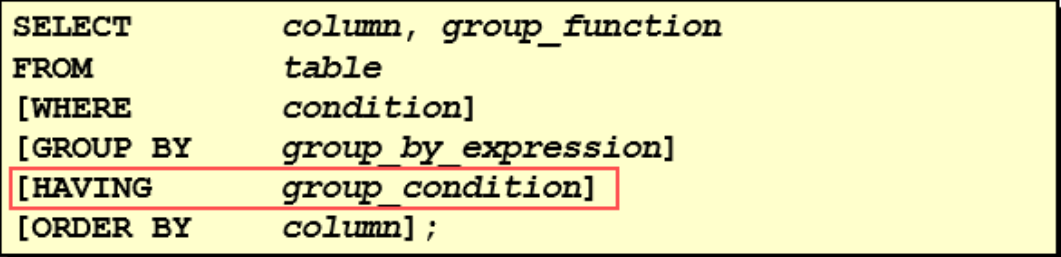 SELECT column, group_function
FROM table
[WHERE condition]
[GROUP BY group_by_expression]
[HAVING group_condition]
[ORDER BY column];